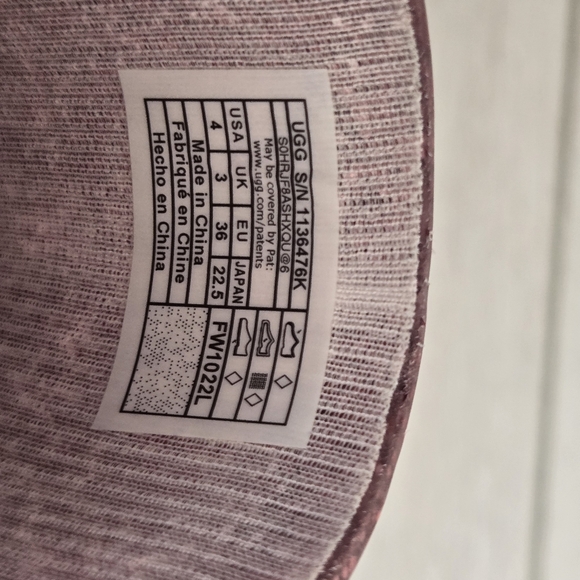 UGG S/N 1136476K
S0HRJF8ASHXQU@6
May be covered by Pat:
www.ugg.com/patents
USA UK EU JAPAN
4 3 36 22.5
Made in China
Fabriqué en Chine
Hecho en China
FW1022L